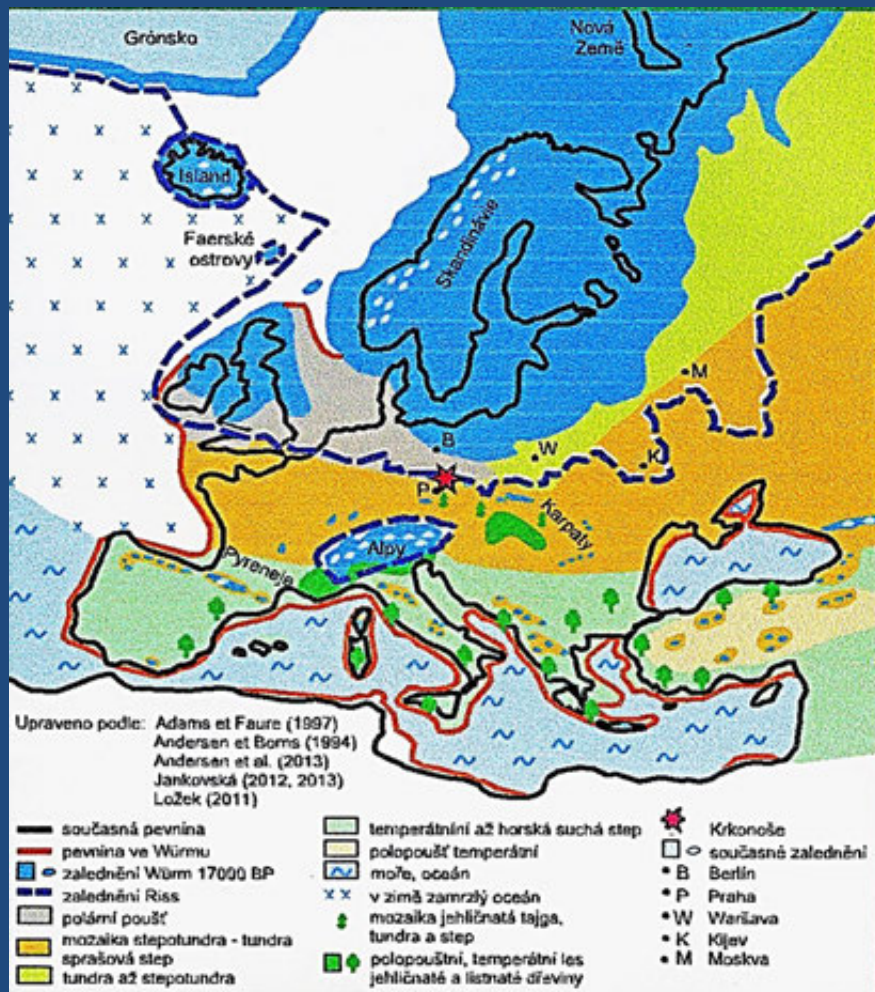 Grónsko
Nová
Země
Island
Faerské
ostrovy
Skandinávie
M
B
W
K
P
Karpaty
Alpy
Pyreneje
Upraveno podle: Adams et Faure (1997)
Andersen et Borns (1994)
Andersen et al. (2013)
Jankovská (2012, 2013)
Ložek (2011)
současná pevnina
pevnina ve Würmu
zalednění Würm 17000 BP
zalednění Riss
polární poušť
mozaika stepotundra - tundra
sprašová step
tundra až stepotundra
temperátníní až horská suchá step
polopoušť temperátní
moře, oceán
v zimě zamrzlý oceán
mozaika jehličnatá tajga,
tundra a step
polopouštní, temperátní les
jehličnaté a listnaté dřeviny
Krkonoše
současné zalednění
B Berlín
P Praha
W Waršava
K Kijev
M Moskva